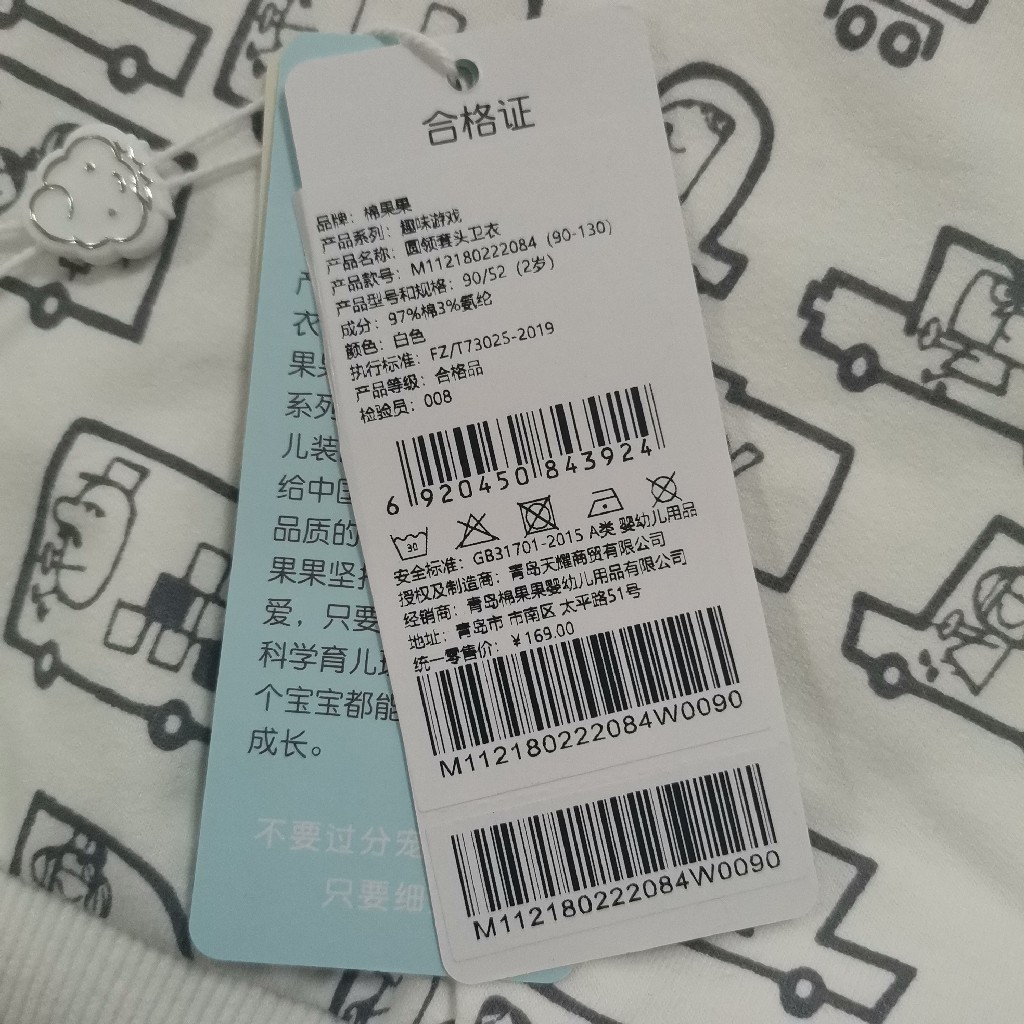 合格证
品牌：棉果果
产品系列：趣味游戏
产品名称：圆领套头卫衣
产品款号：M112180222084（90-130）
产品型号和规格：90/52（2岁）
成分：97%棉3%氨纶
颜色：白色
执行标准：FZ/T73025-2019
产品等级：合格品
检验员：008
6 920450 843924
30
安全标准：GB31701-2015 A类 婴幼儿用品
授权及制造商：青岛天耀商贸有限公司
经销商：青岛棉果果婴幼儿用品有限公司
地址：青岛市 市南区 太平路51号
统一零售价：￥169.00
M112180222084W0090
M112180222084W0090
衣
果果
系列
儿装
给中国
品质的
果果坚持
爱，只要
科学育儿
个宝宝都能
成长。
不要过分宠
只要细